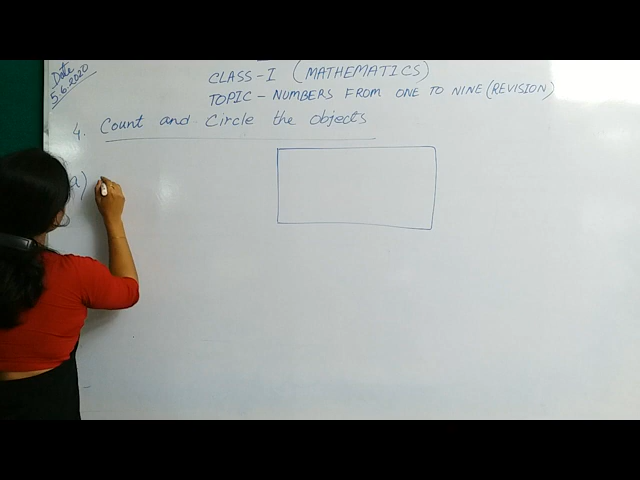 Date
5.6.2020
CLASS-I (MATHEMATICS)
TOPIC - NUMBERS FROM ONE TO NINE (REVISION)
4. Count and Circle the objects
a)